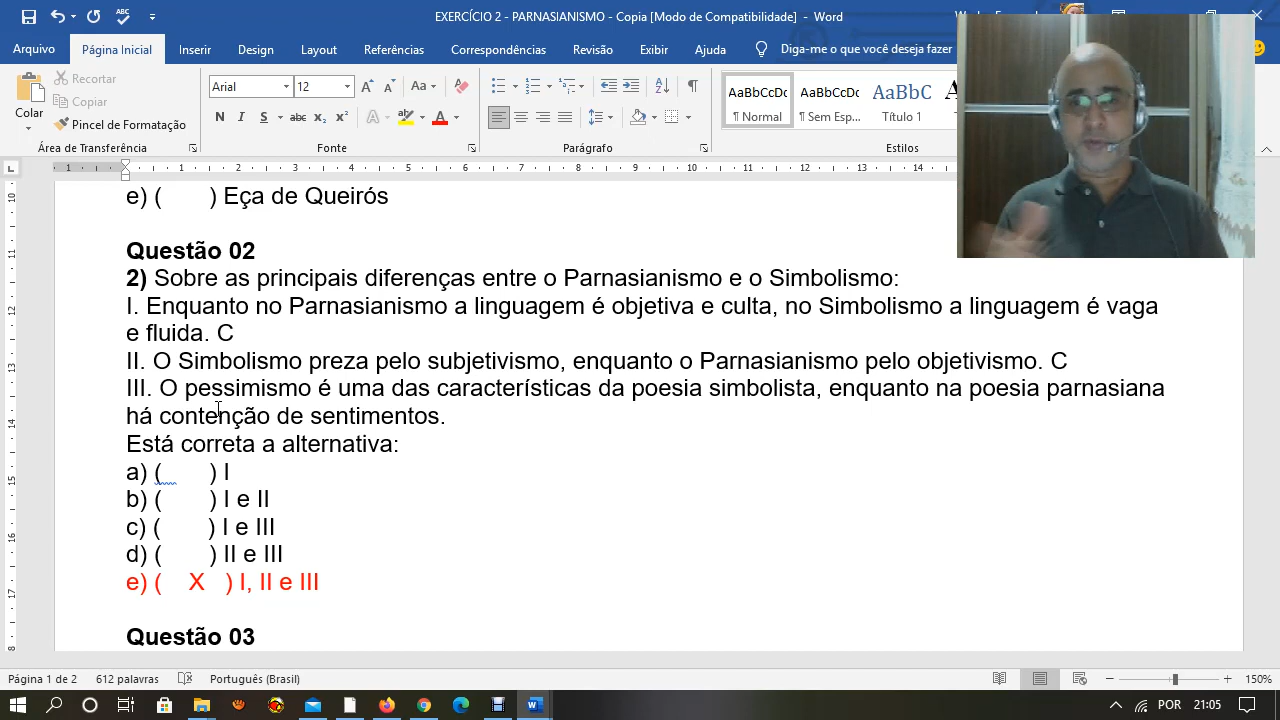 EXERCÍCIO 2 - PARNASIANISMO - Copia [Modo de Compatibilidade] - Word
Arquivo Página Inicial Inserir Design Layout Referências Correspondências Revisão Exibir Ajuda Diga-me o que você deseja fazer
Colar
Recortar
Copiar
Pincel de Formatação
Área de Transferência
Arial 12
N I S abc x₂ x²
Fonte
Parágrafo
AaBbCcDc AaBbCcDc AaBbC
¶ Normal ¶ Sem Esp... Título 1
Estilos
e) ( ) Eça de Queirós
Questão 02
2) Sobre as principais diferenças entre o Parnasianismo e o Simbolismo:
I. Enquanto no Parnasianismo a linguagem é objetiva e culta, no Simbolismo a linguagem é vaga
e fluida. C
II. O Simbolismo preza pelo subjetivismo, enquanto o Parnasianismo pelo objetivismo. C
III. O pessimismo é uma das características da poesia simbolista, enquanto na poesia parnasiana
há contenção de sentimentos.
Está correta a alternativa:
a) ( ) I
b) ( ) I e II
c) ( ) I e III
d) ( ) II e III
e) ( X ) I, II e III
Questão 03
Página 1 de 2 612 palavras Português (Brasil) 150%
POR 21:05